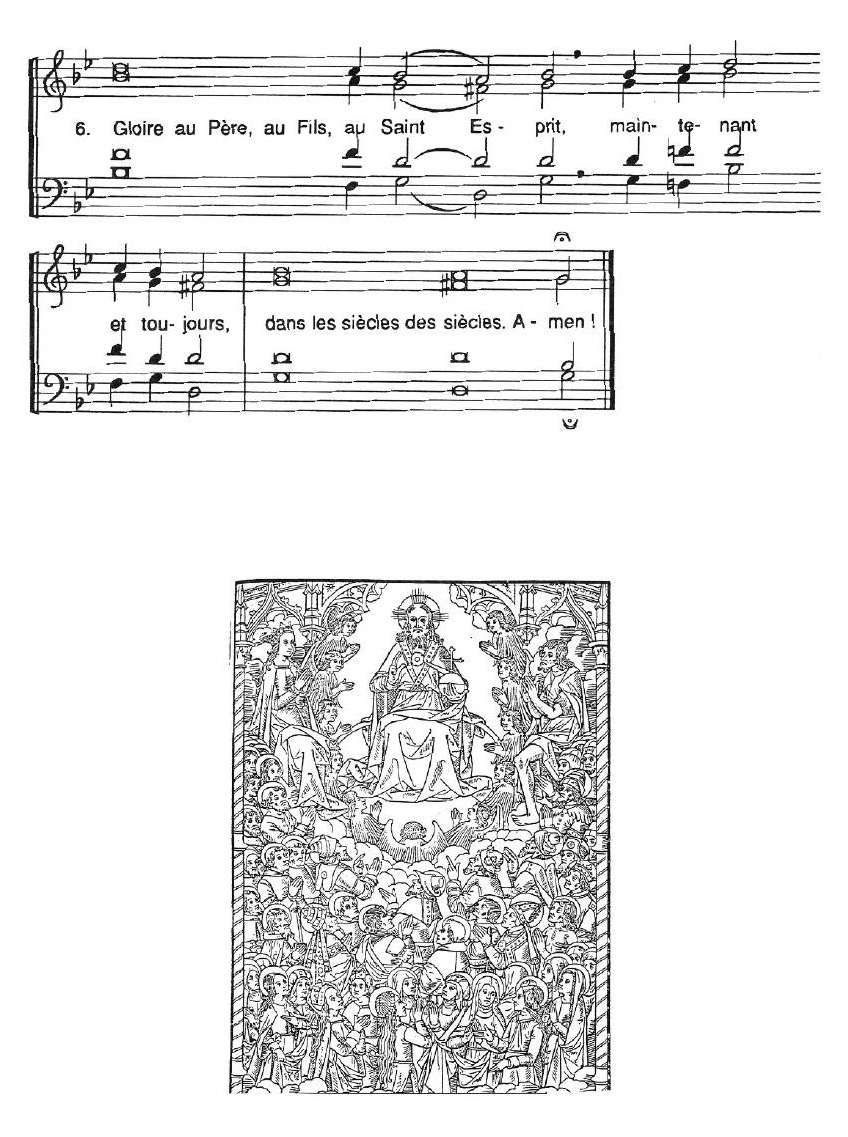 6. Gloire au Père, au Fils, au Saint Es - prit, main- te- nant
et tou- jours, dans les siècles des siècles. A - men !